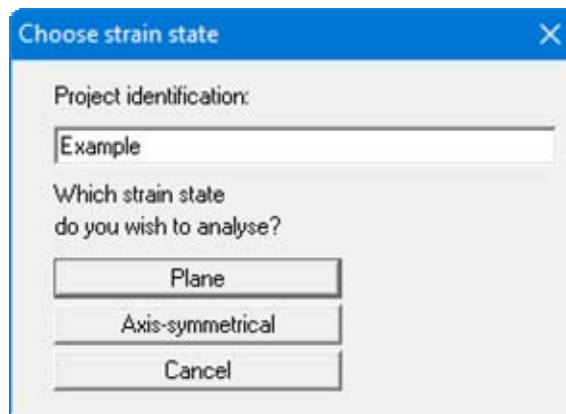 Choose strain state
Project identification:
Example
Which strain state
do you wish to analyse?
Plane
Axis-symmetrical
Cancel